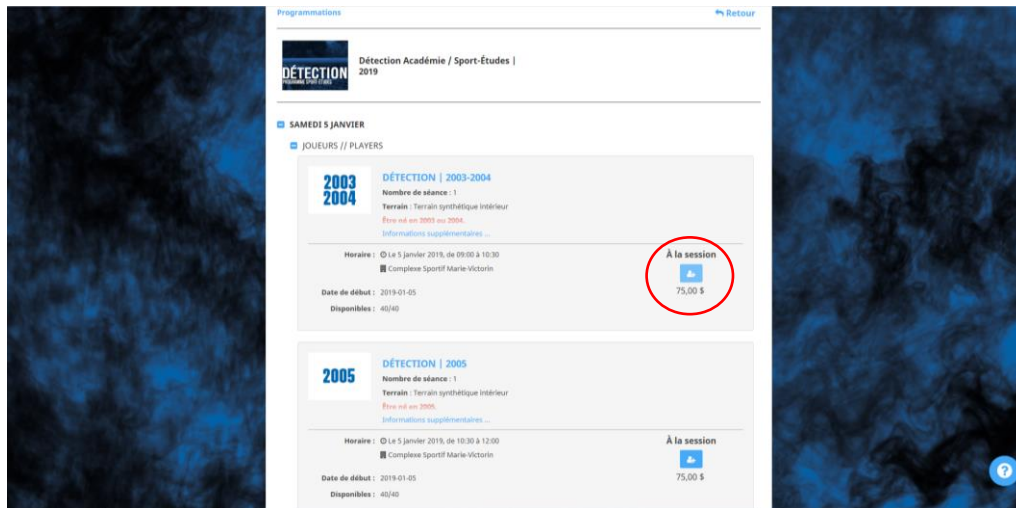 Programmations
Retour
DÉTECTION
PROGRAMME SPORT-ÉTUDES
Détection Académie / Sport-Études |
2019
SAMEDI 5 JANVIER
JOUEURS // PLAYERS
2003
2004
DÉTECTION | 2003-2004
Nombre de séance : 1
Terrain : Terrain synthétique intérieur
Être né en 2003 ou 2004.
Informations supplémentaires ...
Horaire : Le 5 janvier 2019, de 09:00 à 10:30
Complexe Sportif Marie-Victorin
À la session
75,00 $
Date de début : 2019-01-05
Disponibles : 40/40
2005
DÉTECTION | 2005
Nombre de séance : 1
Terrain : Terrain synthétique intérieur
Être né en 2005.
Informations supplémentaires ...
Horaire : Le 5 janvier 2019, de 10:30 à 12:00
Complexe Sportif Marie-Victorin
À la session
75,00 $
Date de début : 2019-01-05
Disponibles : 40/40
?